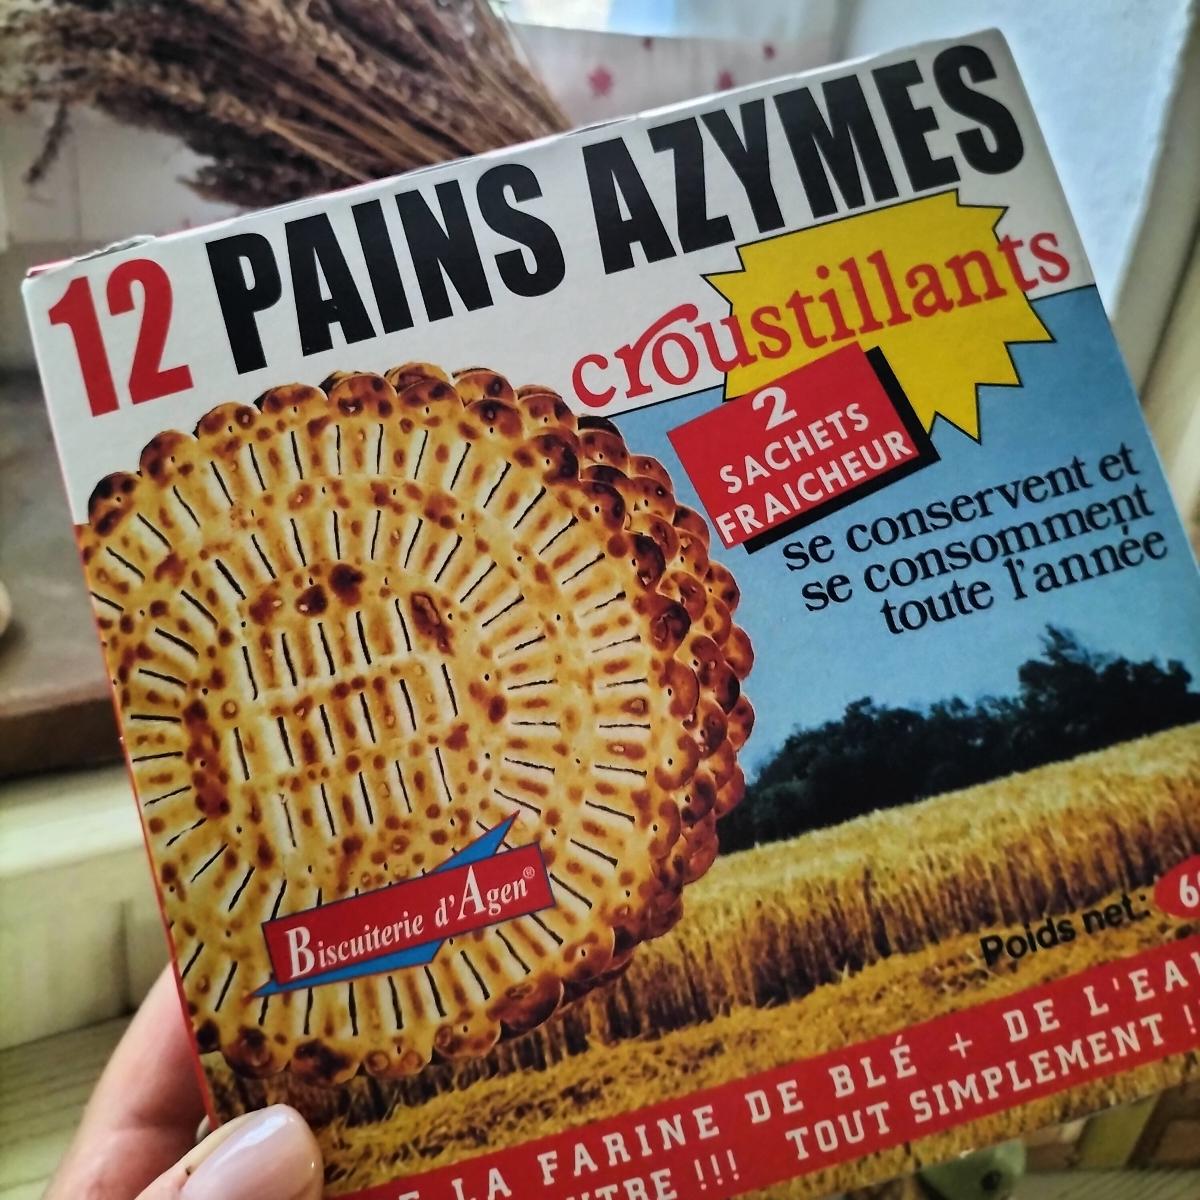 12 PAINS AZYMES
croustillants
2
SACHETS
FRAICHEUR
se conservent et
se consomment
toute l'année
Biscuiterie d'Agen®
Poids net:
LA FARINE DE BLÉ + DE L'EAU
!!! TOUT SIMPLEMENT !